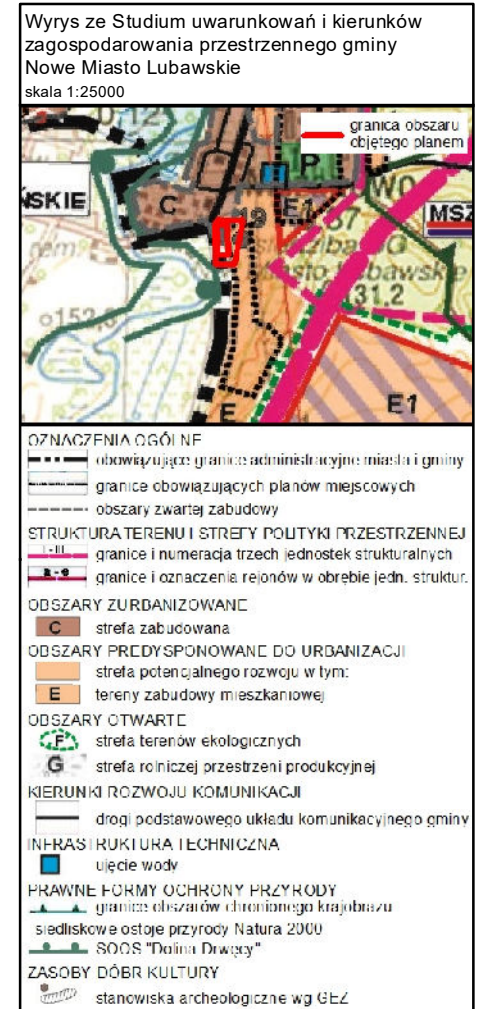 Wyrys ze Studium uwarunkowań i kierunków
zagospodarowania przestrzennego gminy
Nowe Miasto Lubawskie
skala 1:25000
granica obszaru
objętego planem
P
W0
C
19
E1
37
MSZ
31,2
E
E1
OZNACZENIA OGÓLNE
obowiązujące granice administracyjne miasta i gminy
granice obowiązujących planów miejscowych
obszary zwartej zabudowy
STRUKTURA TERENU I STREFY POLITYKI PRZESTRZENNEJ
I - III granice i numeracja trzech jednostek strukturalnych
a - e granice i oznaczenia rejonów w obrębie jedn. struktur.
OBSZARY ZURBANIZOWANE
C strefa zabudowana
OBSZARY PREDYSPONOWANE DO URBANIZACJI
strefa potencjalnego rozwoju w tym:
E tereny zabudowy mieszkaniowej
OBSZARY OTWARTE
F strefa terenów ekologicznych
G strefa rolniczej przestrzeni produkcyjnej
KIERUNKI ROZWOJU KOMUNIKACJI
drogi podstawowego układu komunikacyjnego gminy
INFRASTRUKTURA TECHNICZNA
ujęcie wody
PRAWNE FORMY OCHRONY PRZYRODY
granice obszarów chronionego krajobrazu
siedliskowe ostoje przyrody Natura 2000
SOOS "Dolina Drwęcy"
ZASOBY DÓBR KULTURY
stanowiska archeologiczne wg GEZ